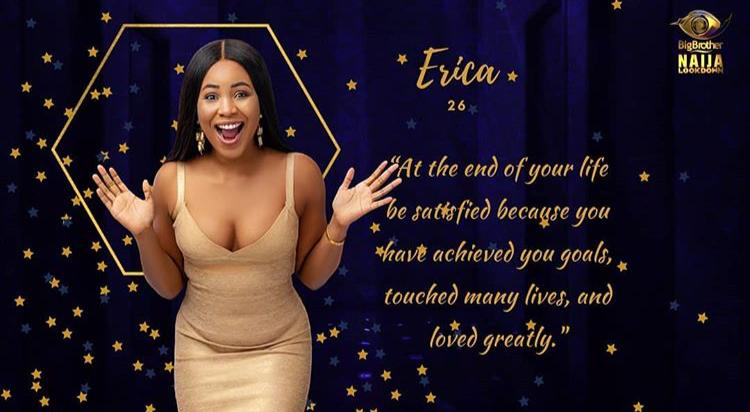 BigBrother
NAIJA
LOCKDOWN
Erica
26
“At the end of your life
be satisfied because you
have achieved you goals,
touched many lives, and
loved greatly.”